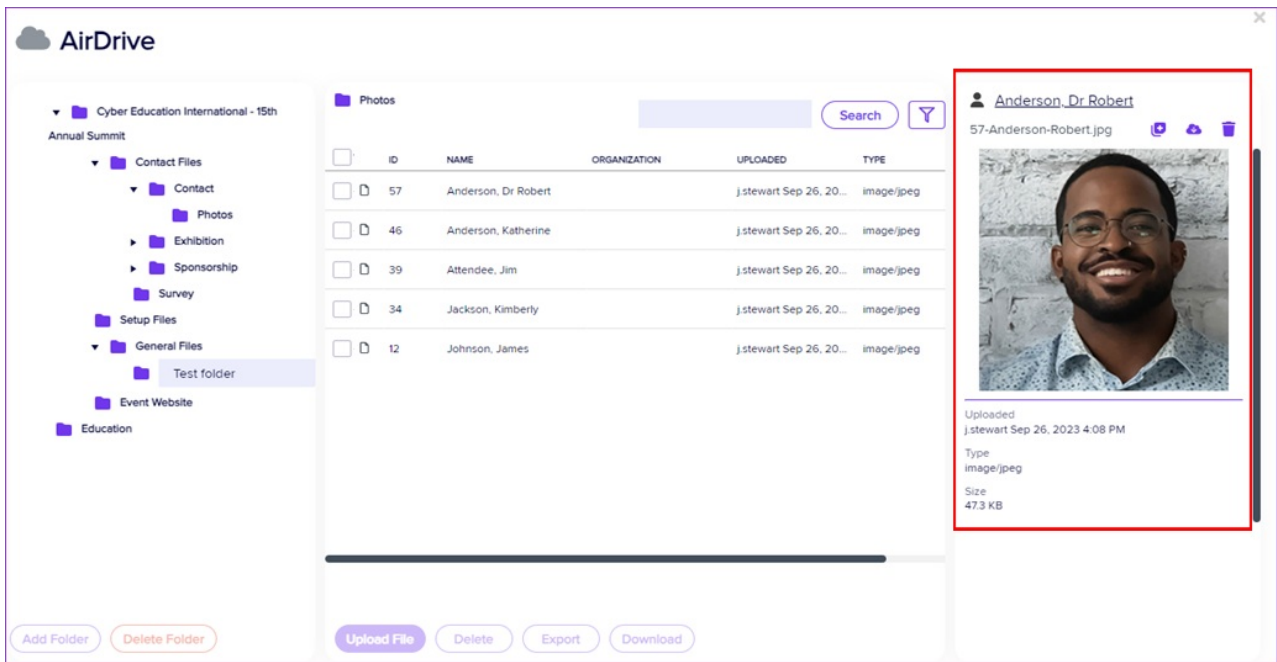 AirDrive
Cyber Education International - 15th
Annual Summit
Contact Files
Contact
Photos
Exhibition
Sponsorship
Survey
Setup Files
General Files
Test folder
Event Website
Education
Add Folder
Delete Folder
Photos
Search
ID NAME ORGANIZATION UPLOADED TYPE
57 Anderson, Dr Robert j.stewart Sep 26, 20... image/jpeg
46 Anderson, Katherine j.stewart Sep 26, 20... image/jpeg
39 Attendee, Jim j.stewart Sep 26, 20... image/jpeg
34 Jackson, Kimberly j.stewart Sep 26, 20... image/jpeg
12 Johnson, James j.stewart Sep 26, 20... image/jpeg
Upload File
Delete
Export
Download
Anderson, Dr Robert
57-Anderson-Robert.jpg
Uploaded
j.stewart Sep 26, 2023 4:08 PM
Type
image/jpeg
Size
47.3 KB